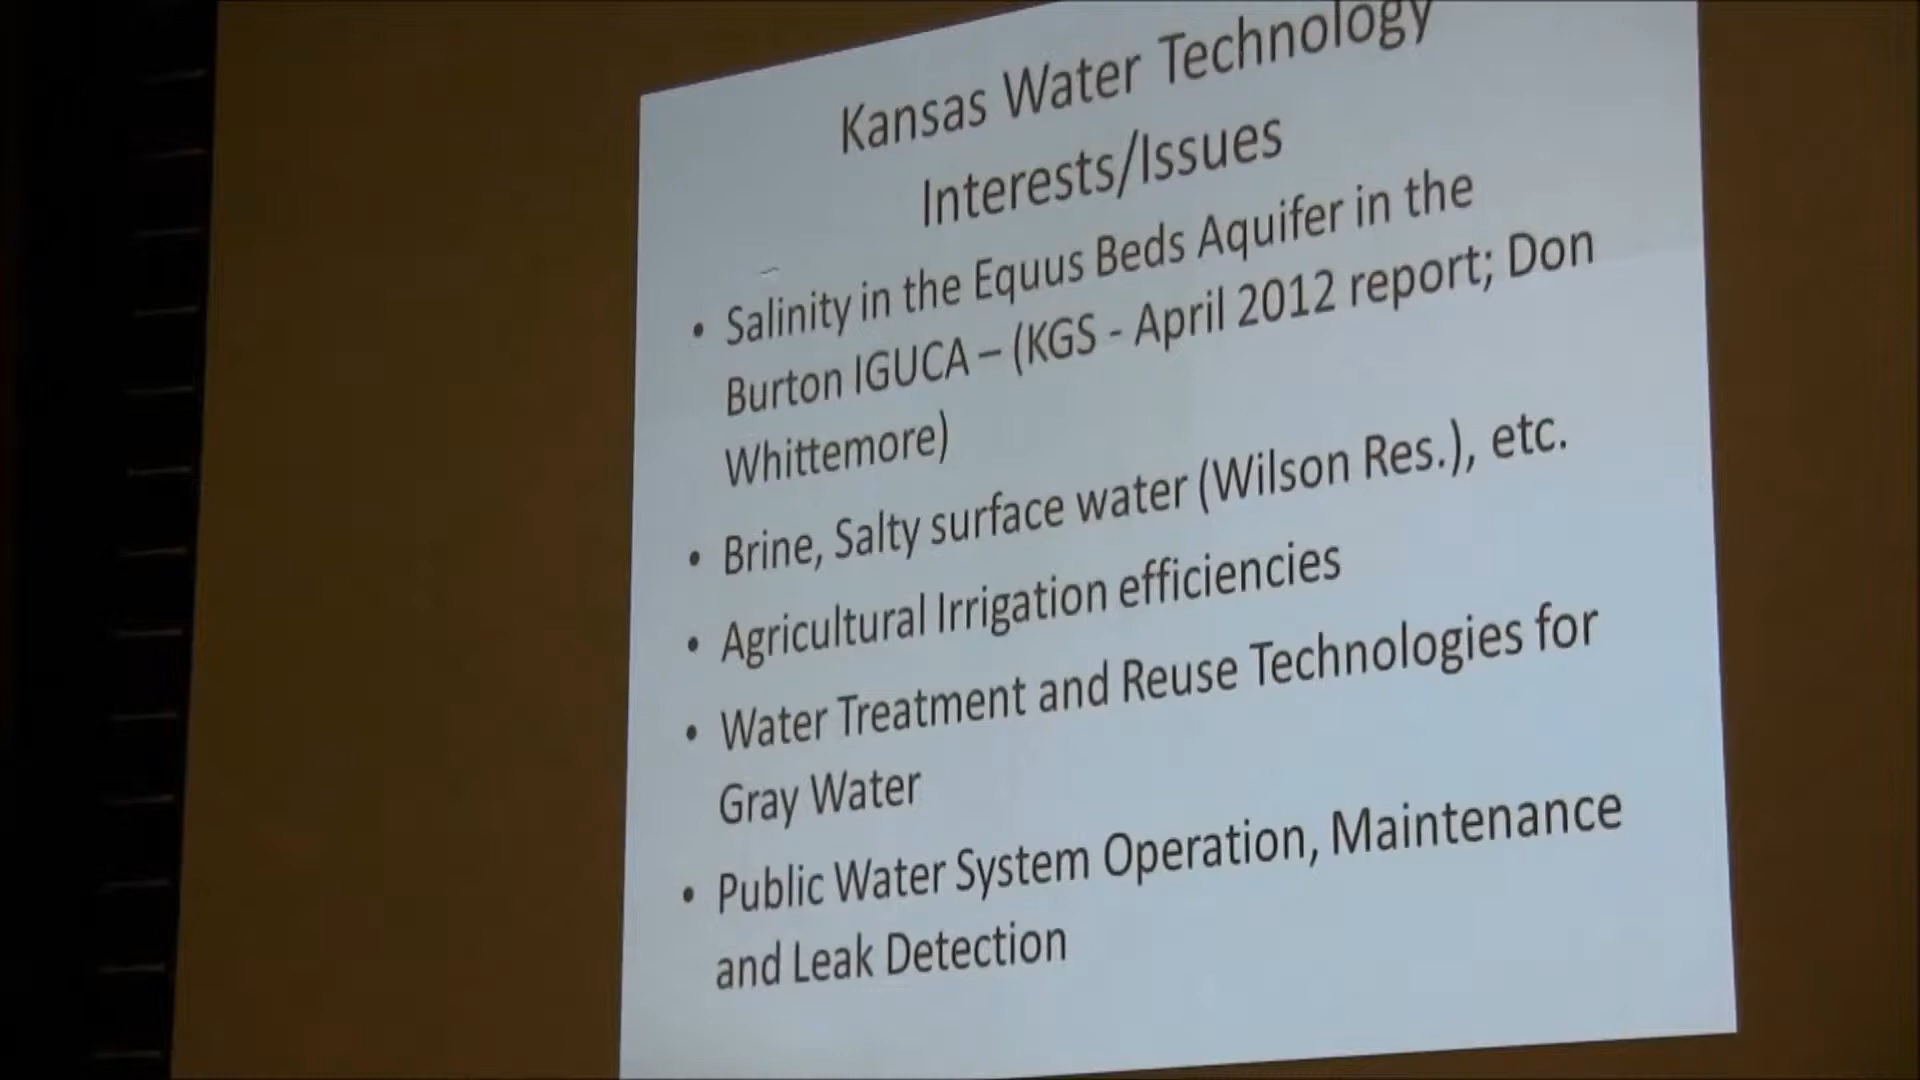 Kansas Water Technology
Interests/Issues
• Salinity in the Equus Beds Aquifer in the
Burton IGUCA – (KGS - April 2012 report; Don
Whittemore)
• Brine, Salty surface water (Wilson Res.), etc.
• Agricultural Irrigation efficiencies
• Water Treatment and Reuse Technologies for
Gray Water
• Public Water System Operation, Maintenance
and Leak Detection